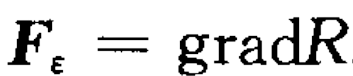 F_ε = gradR.